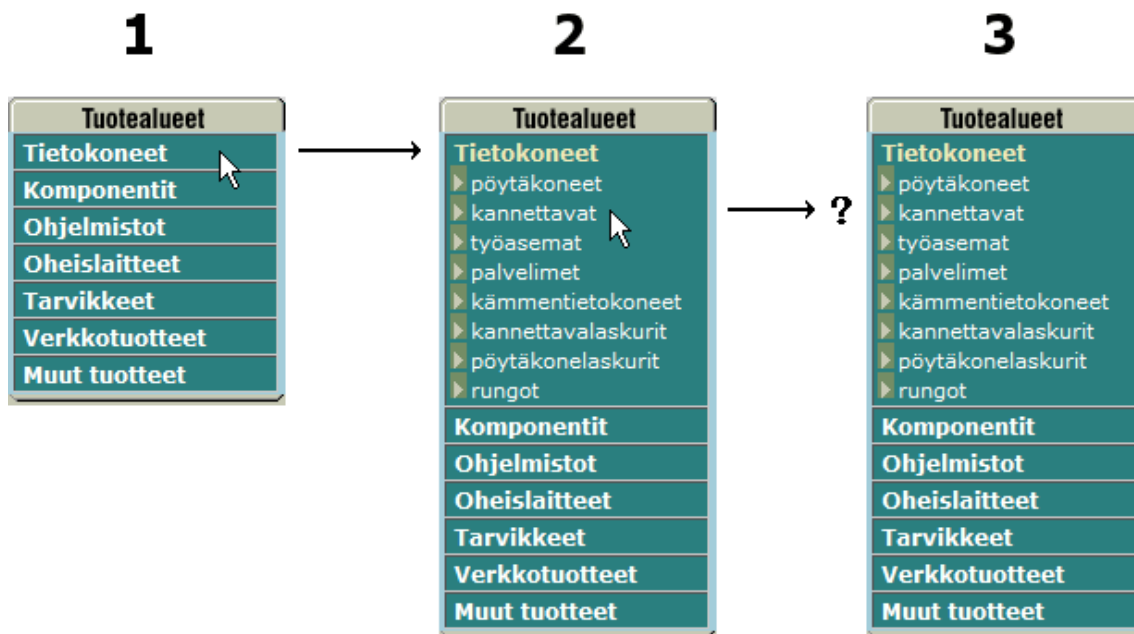 1
2
3
Tuotealueet
Tietokoneet
Komponentit
Ohjelmistot
Oheislaitteet
Tarvikkeet
Verkkotuotteet
Muut tuotteet
Tuotealueet
Tietokoneet
pöytäkoneet
kannettavat
työasemat
palvelimet
kämmentietokoneet
kannettavalaskurit
pöytäkonelaskurit
rungot
Komponentit
Ohjelmistot
Oheislaitteet
Tarvikkeet
Verkkotuotteet
Muut tuotteet
?
Tuotealueet
Tietokoneet
pöytäkoneet
kannettavat
työasemat
palvelimet
kämmentietokoneet
kannettavalaskurit
pöytäkonelaskurit
rungot
Komponentit
Ohjelmistot
Oheislaitteet
Tarvikkeet
Verkkotuotteet
Muut tuotteet